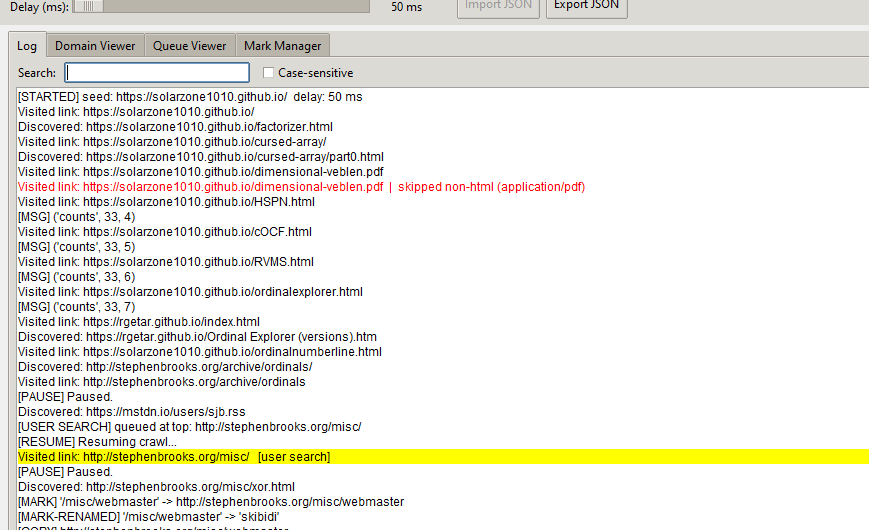 Delay (ms): 50 ms Import JSON Export JSON
Log Domain Viewer Queue Viewer Mark Manager
Search: Case-sensitive
[STARTED] seed: https://solarzone1010.github.io/ delay: 50 ms
Visited link: https://solarzone1010.github.io/
Discovered: https://solarzone1010.github.io/factorizer.html
Visited link: https://solarzone1010.github.io/cursed-array/
Discovered: https://solarzone1010.github.io/cursed-array/part0.html
Visited link: https://solarzone1010.github.io/dimensional-veblen.pdf
Visited link: https://solarzone1010.github.io/dimensional-veblen.pdf | skipped non-html (application/pdf)
Visited link: https://solarzone1010.github.io/HSPN.html
[MSG] ('counts', 33, 4)
Visited link: https://solarzone1010.github.io/cOCF.html
[MSG] ('counts', 33, 5)
Visited link: https://solarzone1010.github.io/RVMS.html
[MSG] ('counts', 33, 6)
Visited link: https://solarzone1010.github.io/ordinalexplorer.html
[MSG] ('counts', 33, 7)
Visited link: https://rgetar.github.io/index.html
Discovered: https://rgetar.github.io/Ordinal Explorer (versions).htm
Visited link: https://solarzone1010.github.io/ordinalnumberline.html
Discovered: http://stephenbrooks.org/archive/ordinals/
Visited link: http://stephenbrooks.org/archive/ordinals
[PAUSE] Paused.
Discovered: https://mstdn.io/users/sjb.rss
[USER SEARCH] queued at top: http://stephenbrooks.org/misc/
[RESUME] Resuming crawl...
Visited link: http://stephenbrooks.org/misc/ [user search]
[PAUSE] Paused.
Discovered: http://stephenbrooks.org/misc/xor.html
[MARK] '/misc/webmaster' -> http://stephenbrooks.org/misc/webmaster
[MARK-RENAMED] '/misc/webmaster' -> 'skibidi'